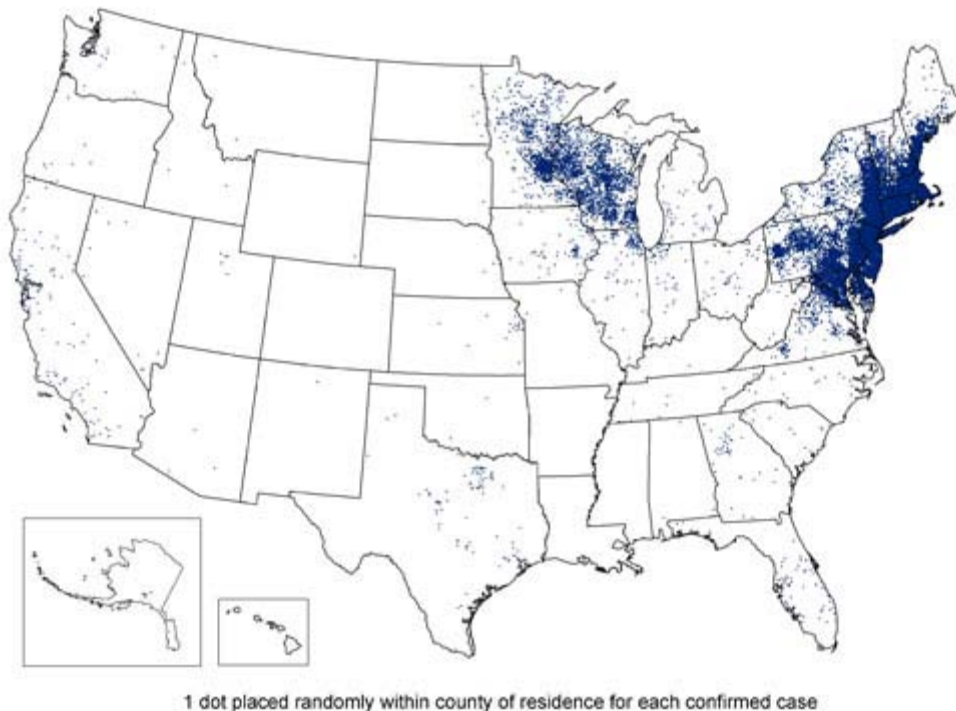 1 dot placed randomly within county of residence for each confirmed case